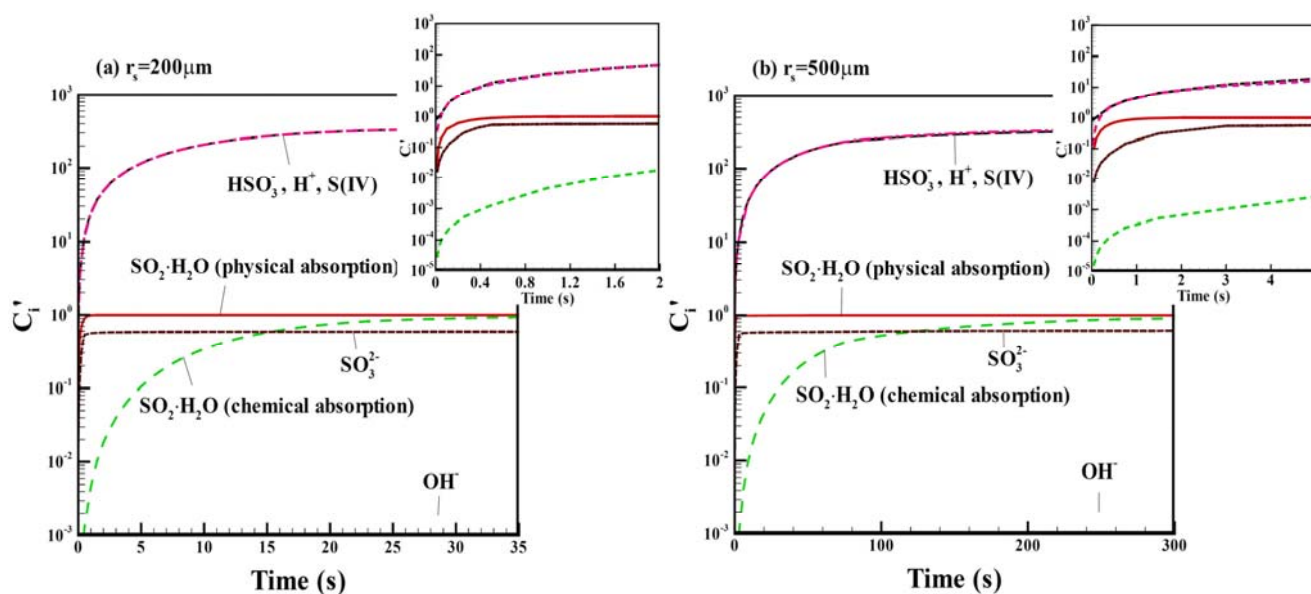 (a) rₛ=200μm
10³
10²
10¹
10⁰
10⁻¹
10⁻²
10⁻³
Cᵢ'
HSO₃⁻, H⁺, S(IV)
SO₂·H₂O (physical absorption)
SO₃²⁻
SO₂·H₂O (chemical absorption)
OH⁻
0 5 10 15 20 25 30 35
Time (s)
10³
10²
10¹
10⁰
10⁻¹
10⁻²
10⁻³
10⁻⁴
10⁻⁵
0 0.4 0.8 1.2 1.6 2
Time (s)
(b) rₛ=500μm
10³
10²
10¹
10⁰
10⁻¹
10⁻²
10⁻³
Cᵢ'
HSO₃⁻, H⁺, S(IV)
SO₂·H₂O (physical absorption)
SO₃²⁻
SO₂·H₂O (chemical absorption)
OH⁻
0 100 200 300
Time (s)
10³
10²
10¹
10⁰
10⁻¹
10⁻²
10⁻³
10⁻⁴
10⁻⁵
0 2 4
Time (s)